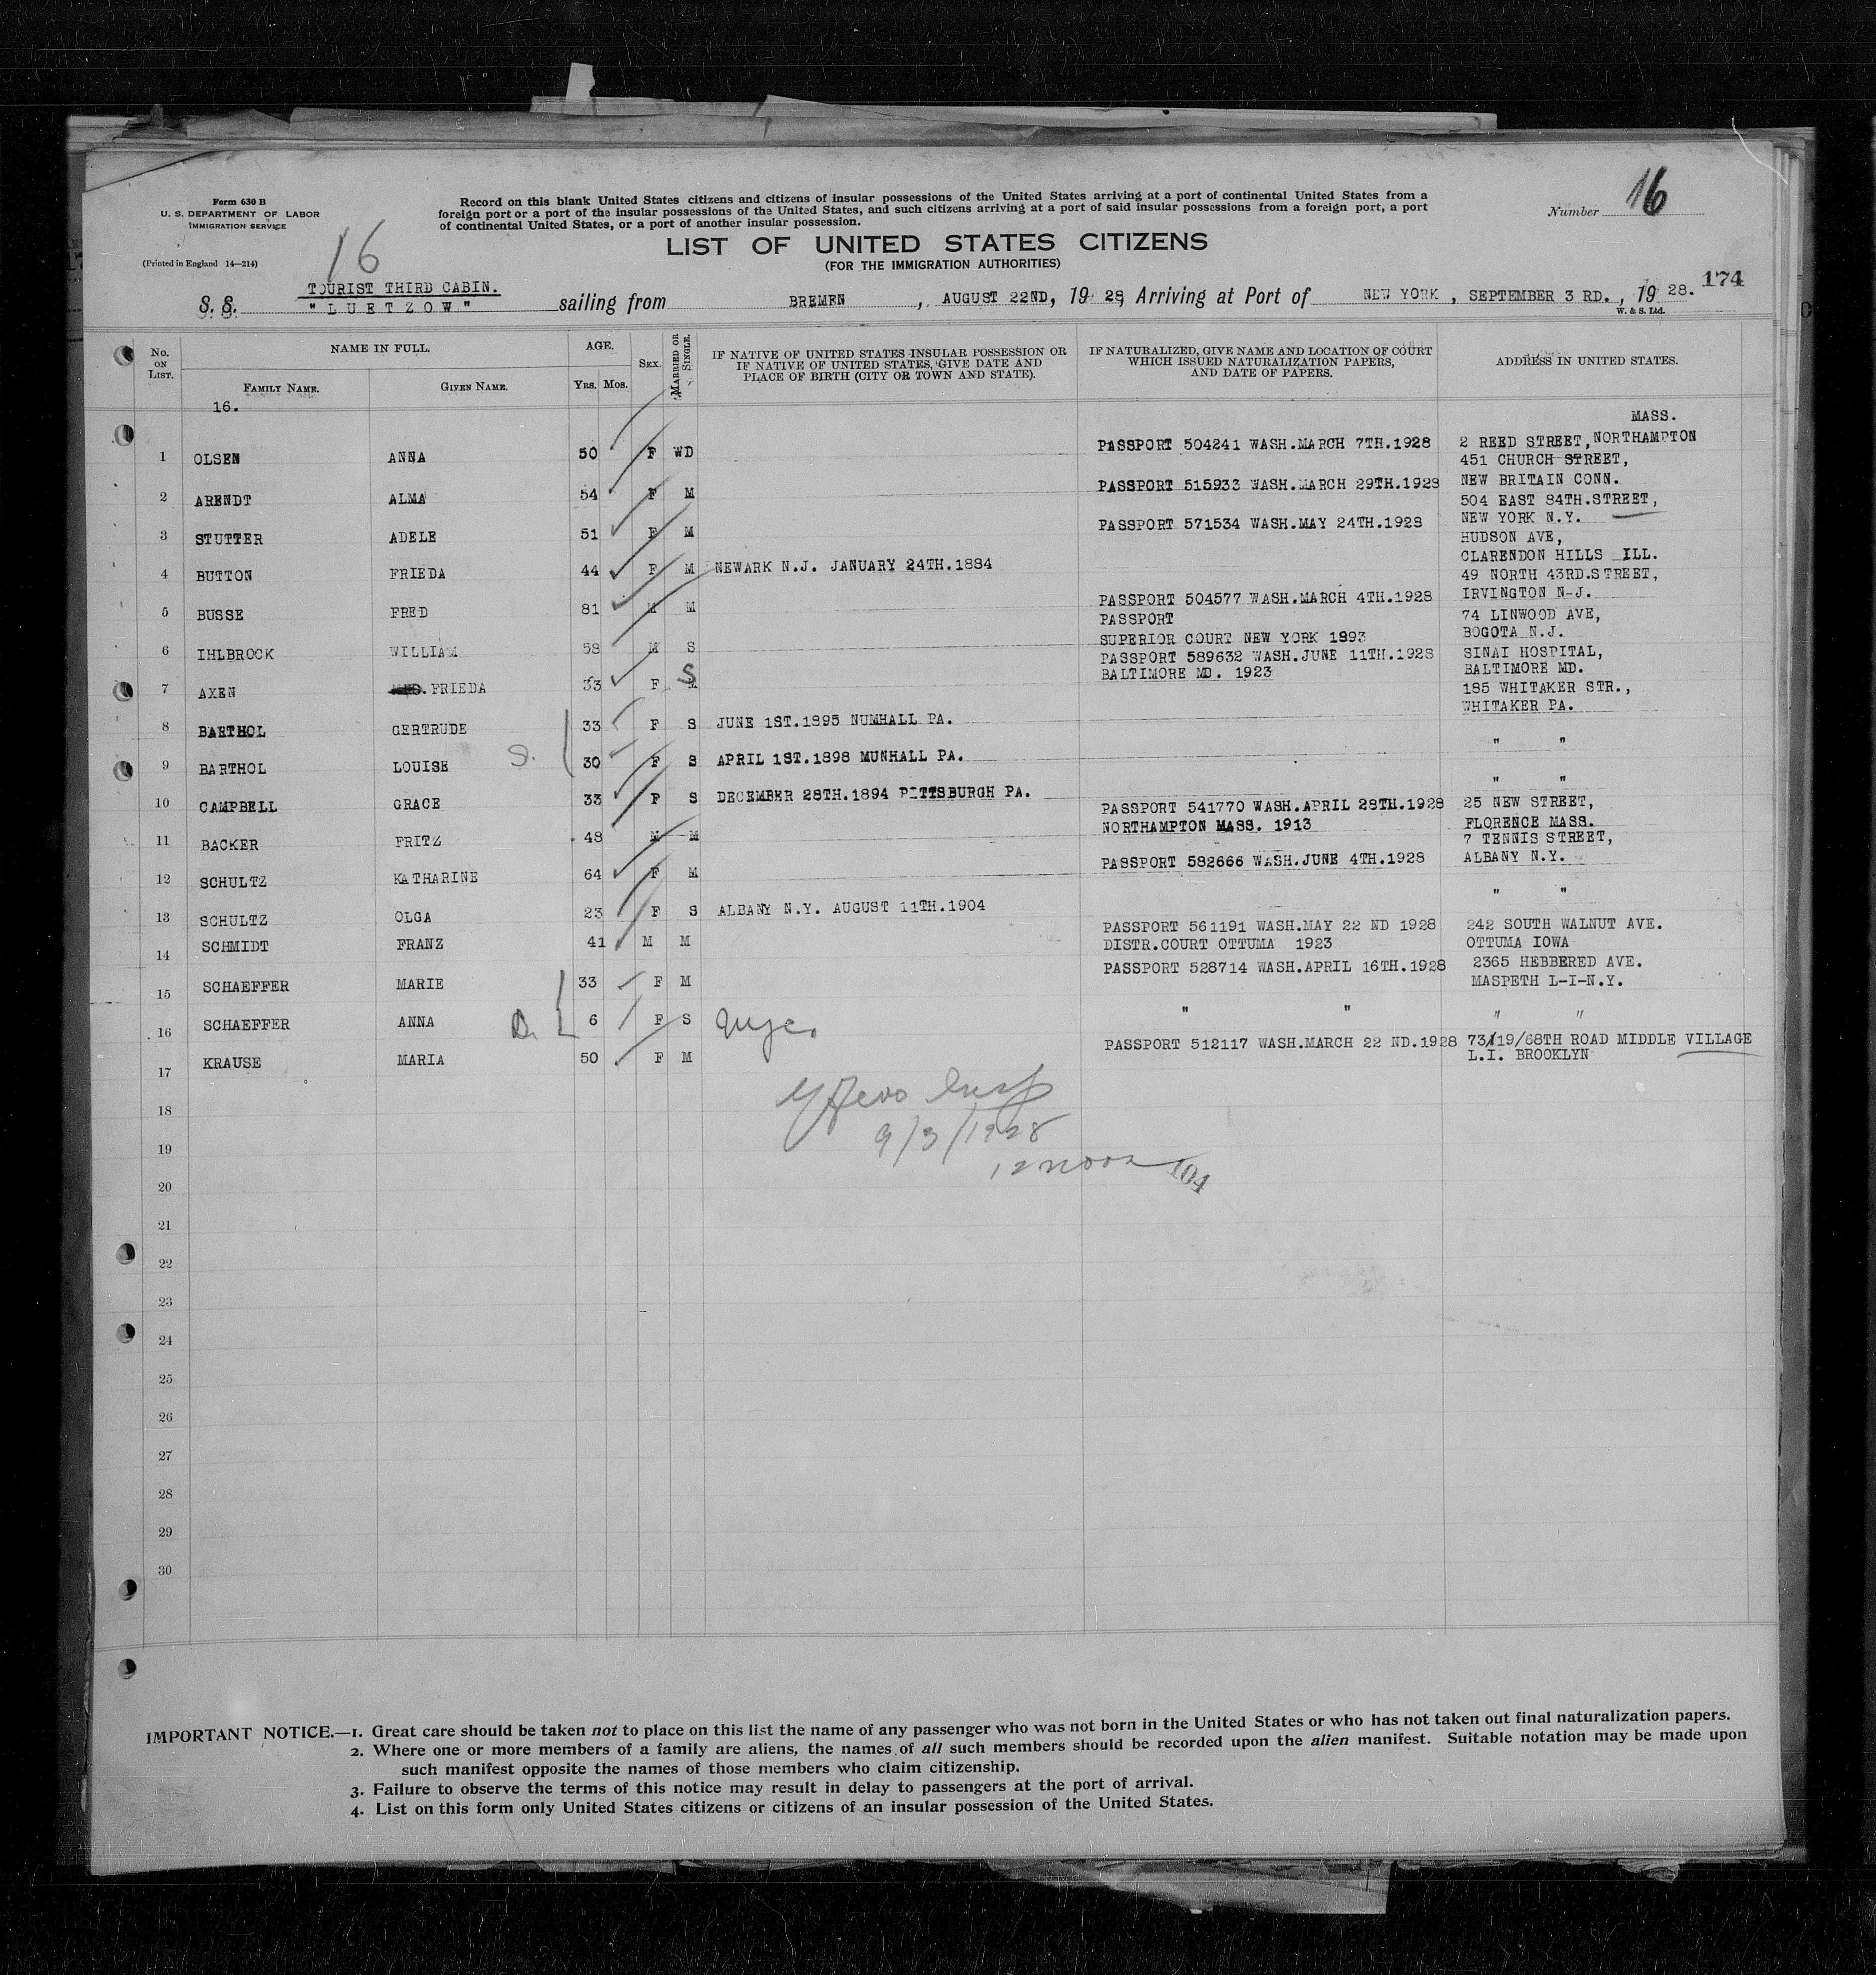 Form 630 B
U. S. DEPARTMENT OF LABOR
IMMIGRATION SERVICE
(Printed in England 14—214)
16
Record on this blank United States citizens and citizens of insular possessions of the United States arriving at a port of continental United States from a
foreign port or a port of the insular possessions of the United States, and such citizens arriving at a port of said insular possessions from a foreign port, a port
of continental United States, or a port of another insular possession.
Number 16
LIST OF UNITED STATES CITIZENS
(FOR THE IMMIGRATION AUTHORITIES)
174
TOURIST THIRD CABIN.
S. S. "LUETZOW" sailing from BREMEN, AUGUST 22ND, 1928, Arriving at Port of NEW YORK, SEPTEMBER 3 RD., 1928.
W. & S. Ltd.
No. ON LIST. NAME IN FULL. FAMILY NAME. GIVEN NAME. AGE. Yrs. Mos. SEX. MARRIED OR SINGLE. IF NATIVE OF UNITED STATES INSULAR POSSESSION OR IF NATIVE OF UNITED STATES, GIVE DATE AND PLACE OF BIRTH (CITY OR TOWN AND STATE). IF NATURALIZED, GIVE NAME AND LOCATION OF COURT WHICH ISSUED NATURALIZATION PAPERS, AND DATE OF PAPERS. ADDRESS IN UNITED STATES.
16.
MASS.
1 OLSEN ANNA 50 F WD PASSPORT 504241 WASH.MARCH 7TH.1928 2 REED STREET, NORTHAMPTON
451 CHURCH STREET,
2 ARENDT ALMA 54 F M PASSPORT 515933 WASH.MARCH 29TH.1928 NEW BRITAIN CONN.
504 EAST 84TH.STREET,
3 STUTTER ADELE 51 F M PASSPORT 571534 WASH.MAY 24TH.1928 NEW YORK N.Y.
HUDSON AVE,
4 BUTTON FRIEDA 44 F M NEWARK N.J. JANUARY 24TH.1884 CLARENDON HILLS ILL.
49 NORTH 43RD.STREET,
5 BUSSE FRED 81 M M PASSPORT 504577 WASH.MARCH 4TH.1928 IRVINGTON N-J.
PASSPORT 74 LINWOOD AVE,
6 IHLBROCK WILLIAM 58 M S SUPERIOR COURT NEW YORK 1893 BOGOTA N.J.
PASSPORT 589632 WASH.JUNE 11TH.1928 SINAI HOSPITAL,
7 AXEN FRIEDA 33 F M S BALTIMORE MD. 1923 BALTIMORE MD.
185 WHITAKER STR.,
WHITAKER PA.
8 BARTHOL GERTRUDE 33 F S JUNE 1ST.1895 NUMHALL PA.
" "
9 BARTHOL LOUISE S. 30 F S APRIL 1ST.1898 MUNHALL PA.
" "
10 CAMPBELL GRACE 33 F S DECEMBER 28TH.1894 PITTSBURGH PA.
PASSPORT 541770 WASH.APRIL 28TH.1928 25 NEW STREET,
11 BACKER FRITZ 48 M M NORTHAMPTON MASS. 1913 FLORENCE MASS.
7 TENNIS STREET,
12 SCHULTZ KATHARINE 64 F M PASSPORT 582666 WASH.JUNE 4TH.1928 ALBANY N.Y.
" "
13 SCHULTZ OLGA 23 F S ALBANY N.Y. AUGUST 11TH.1904
PASSPORT 561191 WASH.MAY 22 ND 1928 242 SOUTH WALNUT AVE.
14 SCHMIDT FRANZ 41 M M DISTR.COURT OTTUMA 1923 OTTUMA IOWA
PASSPORT 528714 WASH.APRIL 16TH.1928 2365 HEBBERED AVE.
15 SCHAEFFER MARIE 33 F M MASPETH L-I-N.Y.
16 SCHAEFFER ANNA D. 6 F S " " " "
PASSPORT 512117 WASH.MARCH 22 ND.1928 73/19/68TH ROAD MIDDLE VILLAGE
17 KRAUSE MARIA 50 F M L.I. BROOKLYN
18
9/3/1928
19
12 noon 104
20
21
22
23
24
25
26
27
28
29
30
IMPORTANT NOTICE.—1. Great care should be taken not to place on this list the name of any passenger who was not born in the United States or who has not taken out final naturalization papers.
2. Where one or more members of a family are aliens, the names of all such members should be recorded upon the alien manifest. Suitable notation may be made upon
such manifest opposite the names of those members who claim citizenship.
3. Failure to observe the terms of this notice may result in delay to passengers at the port of arrival.
4. List on this form only United States citizens or citizens of an insular possession of the United States.